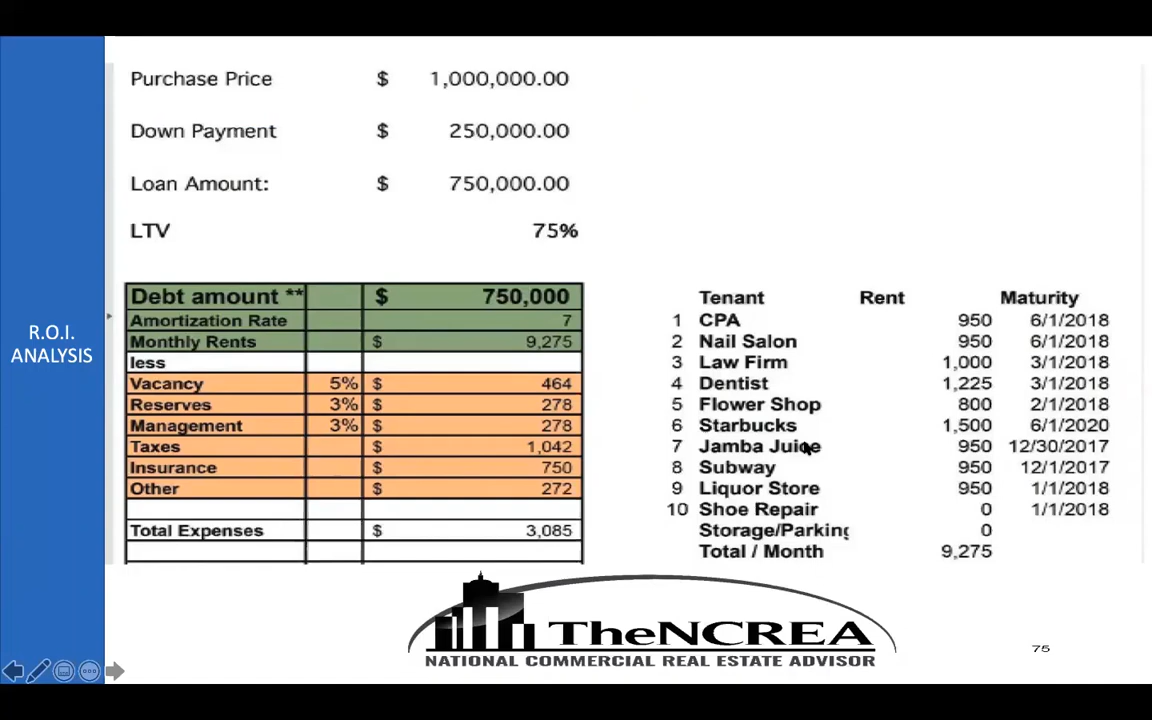 R.O.I.
ANALYSIS
Purchase Price $ 1,000,000.00
Down Payment $ 250,000.00
Loan Amount: $ 750,000.00
LTV 75%
Debt amount ** $ 750,000
Amortization Rate 7
Monthly Rents $ 9,275
less
Vacancy 5% $ 464
Reserves 3% $ 278
Management 3% $ 278
Taxes $ 1,042
Insurance $ 750
Other $ 272
Total Expenses $ 3,085
Tenant Rent Maturity
1 CPA 950 6/1/2018
2 Nail Salon 950 6/1/2018
3 Law Firm 1,000 3/1/2018
4 Dentist 1,225 3/1/2018
5 Flower Shop 800 2/1/2018
6 Starbucks 1,500 6/1/2020
7 Jamba Juice 950 12/30/2017
8 Subway 950 12/1/2017
9 Liquor Store 950 1/1/2018
10 Shoe Repair 0 1/1/2018
Storage/Parking 0
Total / Month 9,275
TheNCREA
NATIONAL COMMERCIAL REAL ESTATE ADVISOR
75